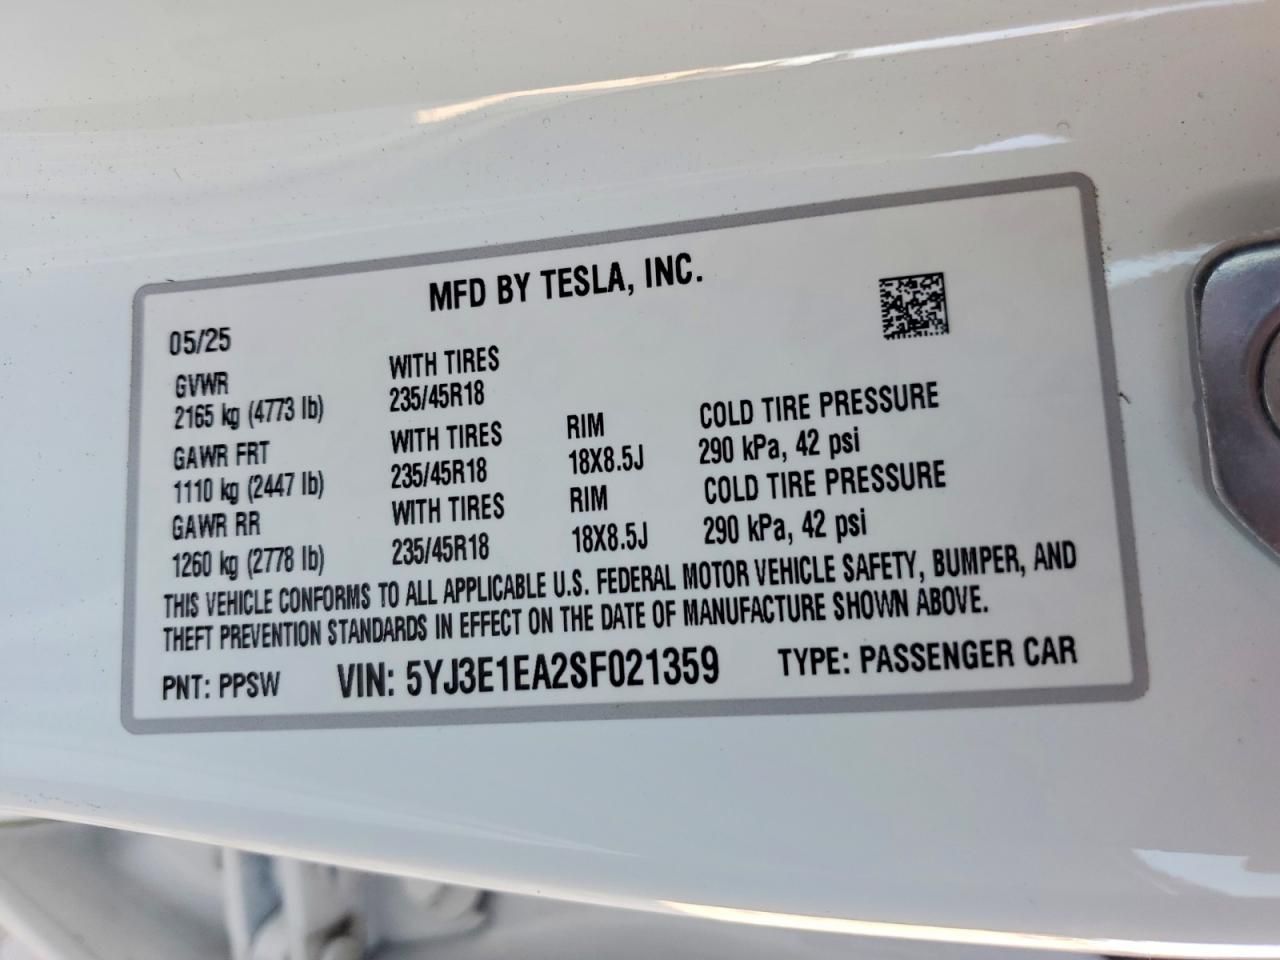 MFD BY TESLA, INC.
05/25
GVWR
2165 kg (4773 lb)
WITH TIRES
235/45R18
GAWR FRT
1110 kg (2447 lb)
WITH TIRES
235/45R18
RIM
18X8.5J
COLD TIRE PRESSURE
290 kPa, 42 psi
GAWR RR
1260 kg (2778 lb)
WITH TIRES
235/45R18
RIM
18X8.5J
COLD TIRE PRESSURE
290 kPa, 42 psi
THIS VEHICLE CONFORMS TO ALL APPLICABLE U.S. FEDERAL MOTOR VEHICLE SAFETY, BUMPER, AND
THEFT PREVENTION STANDARDS IN EFFECT ON THE DATE OF MANUFACTURE SHOWN ABOVE.
PNT: PPSW VIN: 5YJ3E1EA2SF021359 TYPE: PASSENGER CAR